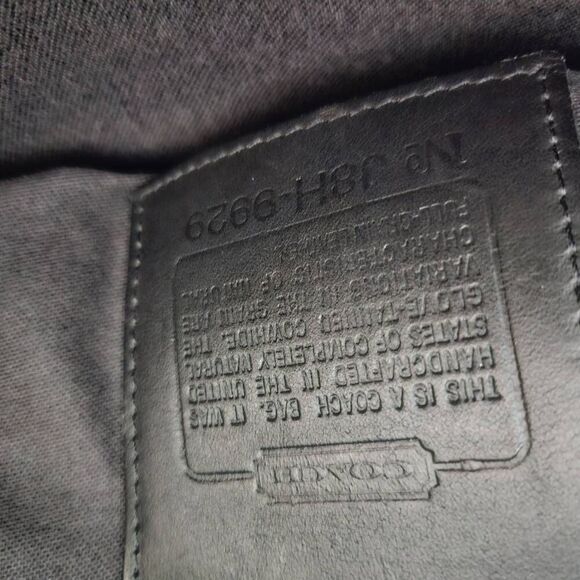 COACH
THIS IS A COACH BAG. IT WAS
HANDCRAFTED IN THE UNITED
STATES OF COMPLETELY NATURAL
GLOVE-TANNED COWHIDE. THE
VARIATIONS IN THE GRAIN ARE
CHARACTERISTICS OF NATURAL
FULL-GRAIN LEATHER.
Nº J8H-9929